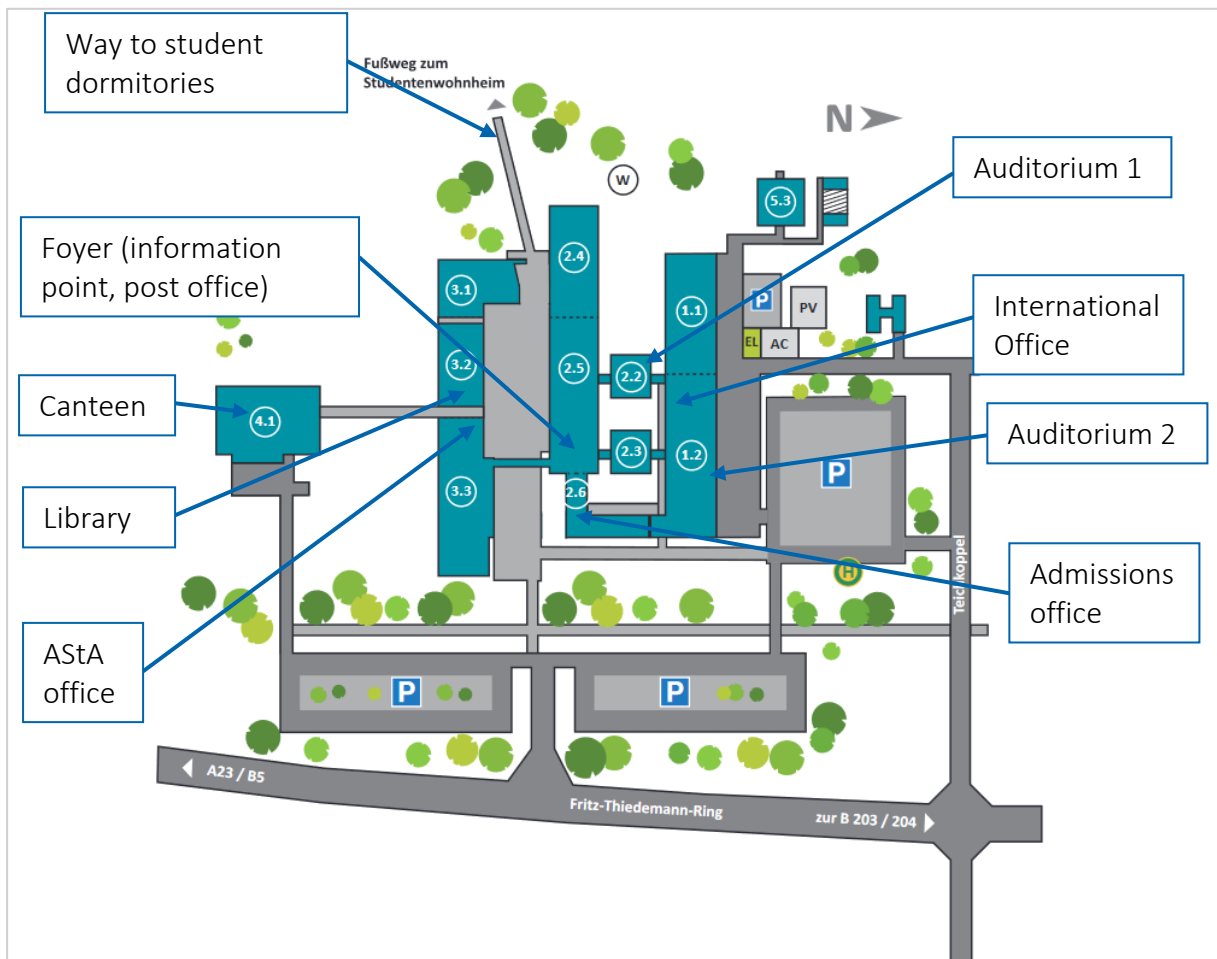 Way to student
dormitories
Fußweg zum
Studentenwohnheim
N
Auditorium 1
W
5.3
Foyer (information
point, post office)
2.4
3.1
1.1
P
PV
International
Office
EL
AC
3.2
2.5
2.2
Canteen
4.1
Auditorium 2
2.3
1.2
P
3.3
2.6
Library
Teichkoppel
H
Admissions
office
AStA
office
P
P
A23 / B5
Fritz-Thiedemann-Ring
zur B 203 / 204